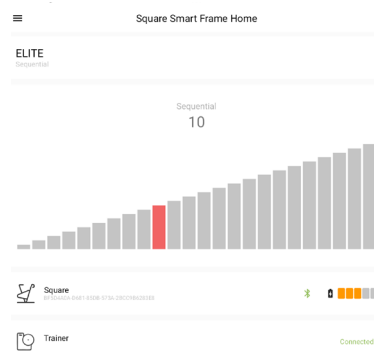 Square Smart Frame Home
ELITE
Sequential
Sequential
10
Square
Trainer
Connected